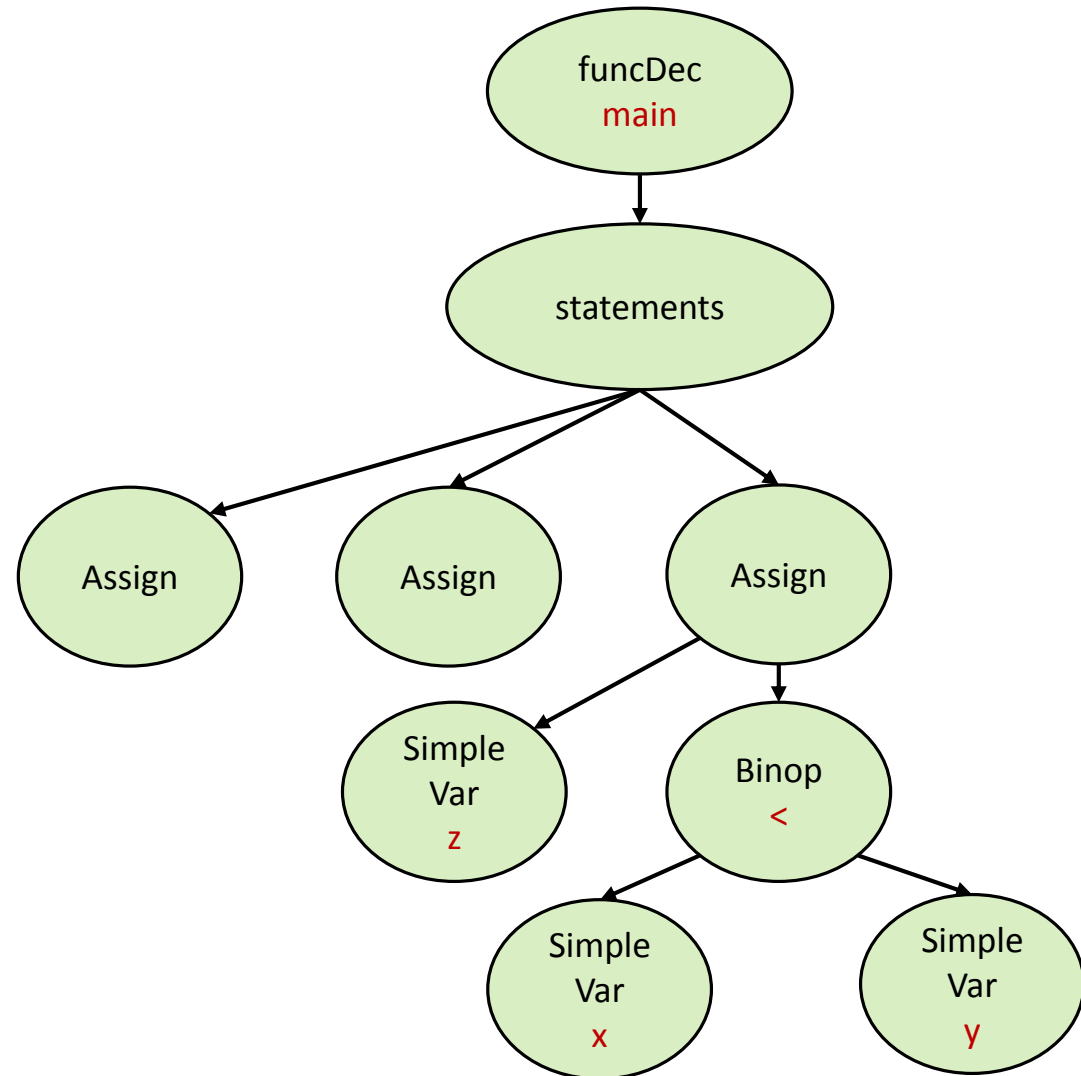 funcDec
main
statements
Assign
Assign
Assign
Simple
Var
z
Binop
<
Simple
Var
x
Simple
Var
y